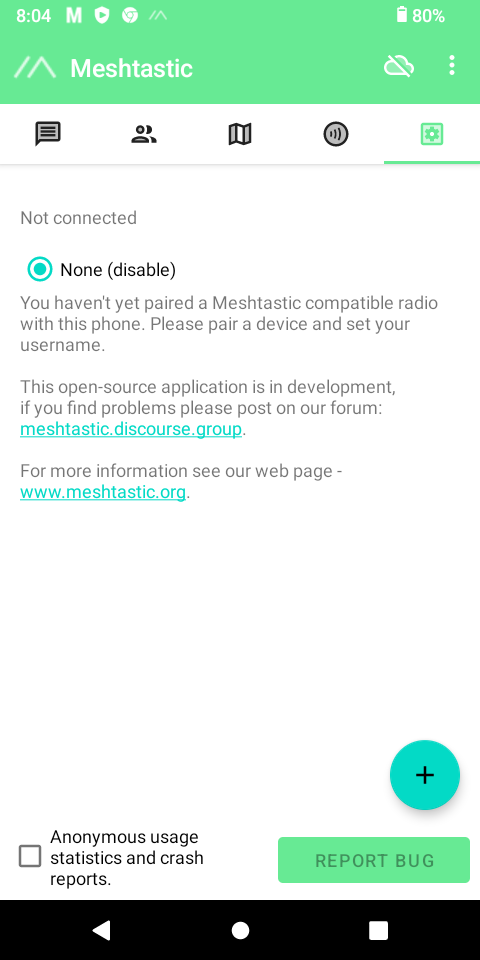 8:04
80%
Meshtastic
Not connected
None (disable)
You haven't yet paired a Meshtastic compatible radio
with this phone. Please pair a device and set your
username.
This open-source application is in development,
if you find problems please post on our forum:
meshtastic.discourse.group.
For more information see our web page -
www.meshtastic.org.
Anonymous usage
statistics and crash
reports.
REPORT BUG